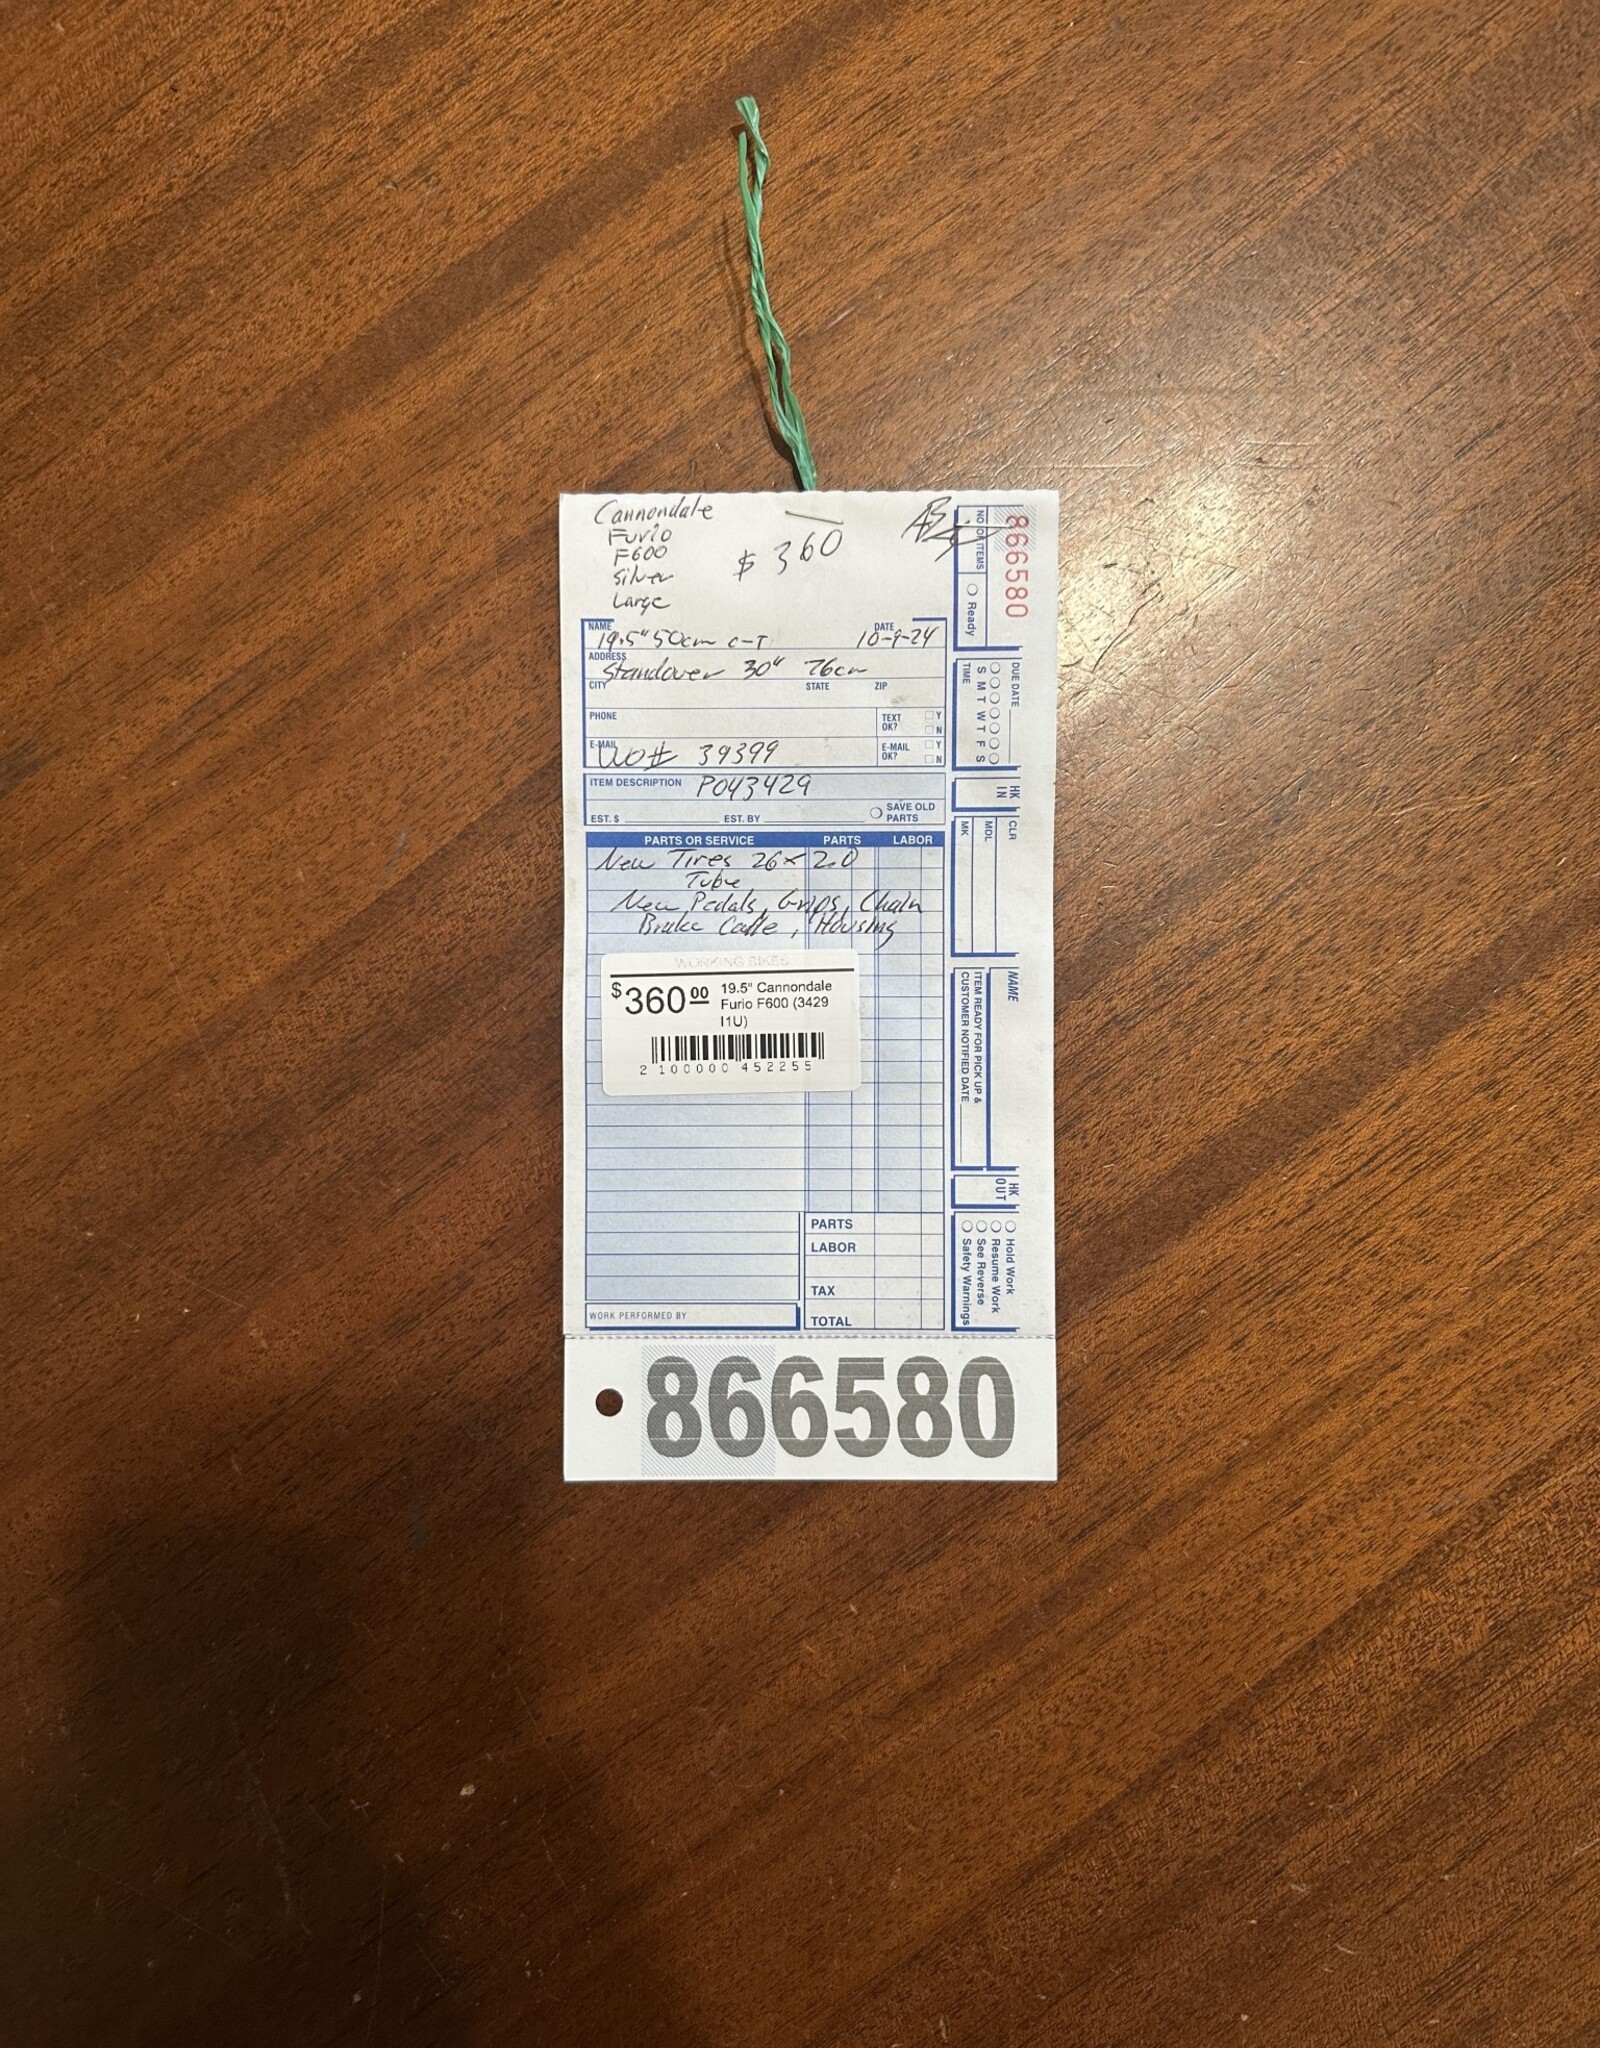 Cannondale
Furio
F600
Silver
Large
$ 360
866580
NO. OF ITEMS
Ready
NAME
19.5" 50cm c-T
DATE
10-9-24
ADDRESS
Standover 30" 76cm
CITY STATE ZIP
PHONE
TEXT OK? Y N
E-MAIL
WO# 39399
E-MAIL OK? Y N
ITEM DESCRIPTION P043429
EST. $ EST. BY
SAVE OLD PARTS
PARTS OR SERVICE PARTS LABOR
New Tires 26 x 2.0
Tube
New Pedals, Grips, Chain
Brake Cable, Housing
WORKING BIKES
$360 00
19.5" Cannondale
Furio F600 (3429
I1U)
2 100000 452255
PARTS
LABOR
TAX
TOTAL
WORK PERFORMED BY
DUE DATE
S M T W T F S
TIME
HK IN
CLR
MDL
MK
NAME
ITEM READY FOR PICK UP &
CUSTOMER NOTIFIED DATE
HK OUT
Hold Work
Resume Work
See Reverse
Safety Warnings
866580